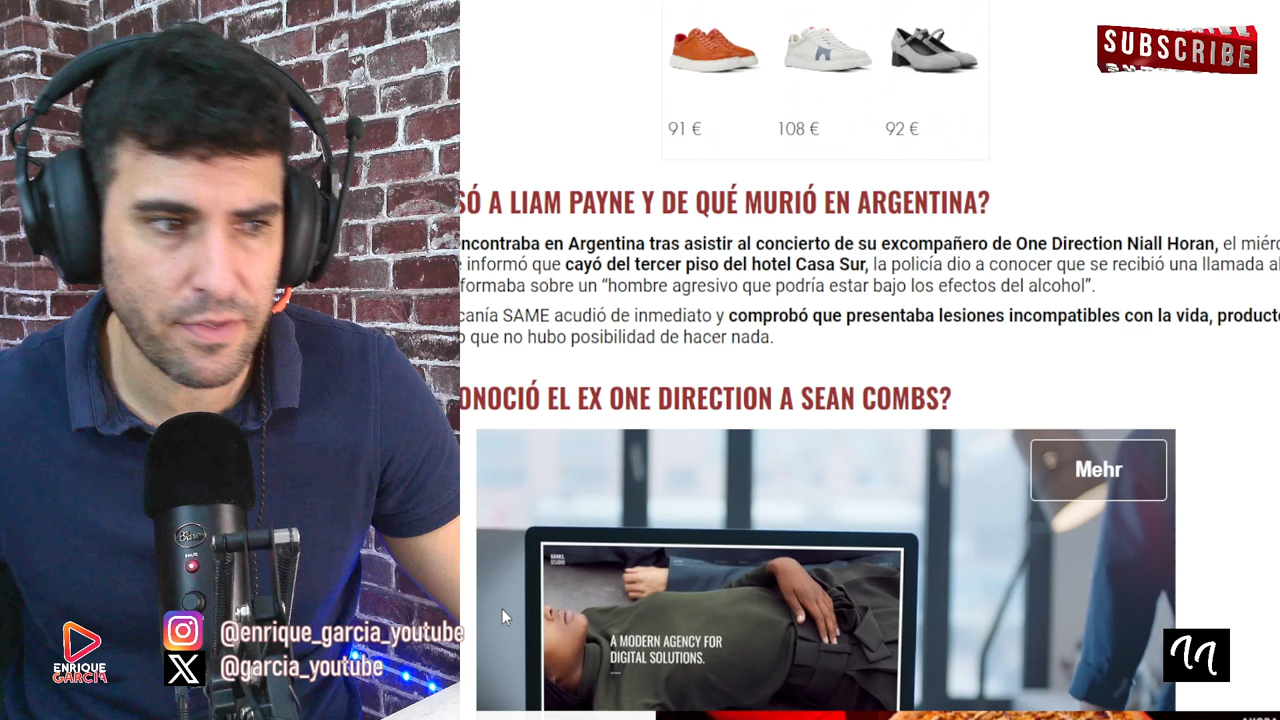 SUBSCRIBE
91 €
108 €
92 €
SÓ A LIAM PAYNE Y DE QUÉ MURIÓ EN ARGENTINA?
ncontraba en Argentina tras asistir al concierto de su excompañero de One Direction Niall Horan, el miérc
informó que cayó del tercer piso del hotel Casa Sur, la policía dio a conocer que se recibió una llamada al
formaba sobre un “hombre agresivo que podría estar bajo los efectos del alcohol”.
canía SAME acudió de inmediato y comprobó que presentaba lesiones incompatibles con la vida, producto
o que no hubo posibilidad de hacer nada.
ONOCIÓ EL EX ONE DIRECTION A SEAN COMBS?
Mehr
A MODERN AGENCY FOR
DIGITAL SOLUTIONS.
Blue
@enrique_garcia_youtube
@garcia_youtube
ENRIQUE
GARCIA